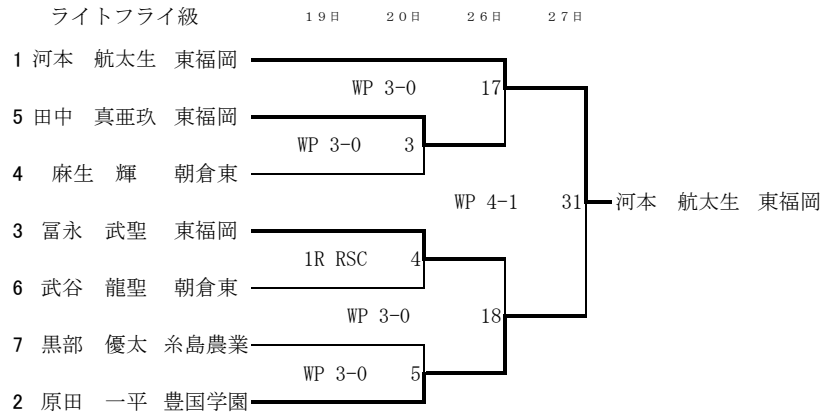 ライトフライ級 19日 20日 26日 27日
1 河本 航太生 東福岡
WP 3-0 17
5 田中 真亜玖 東福岡
WP 3-0 3
4 麻生 輝 朝倉東
WP 4-1 31 河本 航太生 東福岡
3 冨永 武聖 東福岡
1R RSC 4
6 武谷 龍聖 朝倉東
WP 3-0 18
7 黒部 優太 糸島農業
WP 3-0 5
2 原田 一平 豊国学園